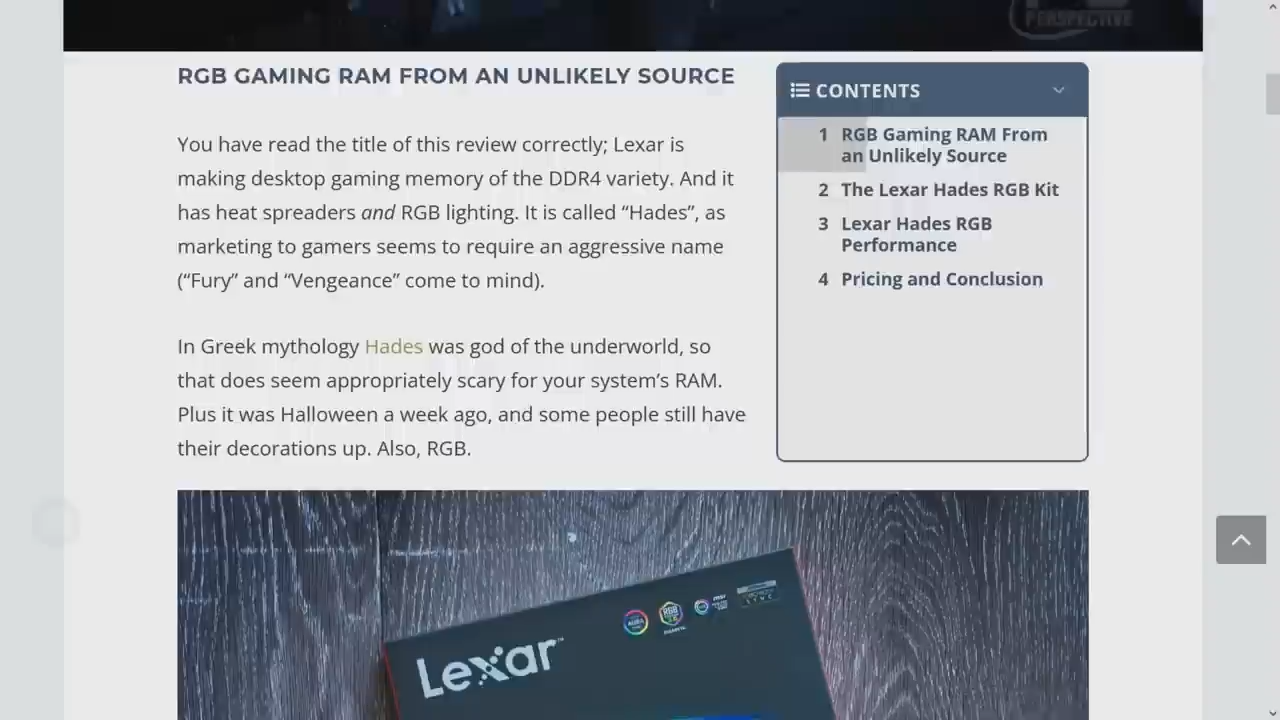 PERSPECTIVE
RGB GAMING RAM FROM AN UNLIKELY SOURCE
You have read the title of this review correctly; Lexar is
making desktop gaming memory of the DDR4 variety. And it
has heat spreaders and RGB lighting. It is called “Hades”, as
marketing to gamers seems to require an aggressive name
(“Fury” and “Vengeance” come to mind).
In Greek mythology Hades was god of the underworld, so
that does seem appropriately scary for your system’s RAM.
Plus it was Halloween a week ago, and some people still have
their decorations up. Also, RGB.
CONTENTS
1 RGB Gaming RAM From
an Unlikely Source
2 The Lexar Hades RGB Kit
3 Lexar Hades RGB
Performance
4 Pricing and Conclusion
Lexar
RGB